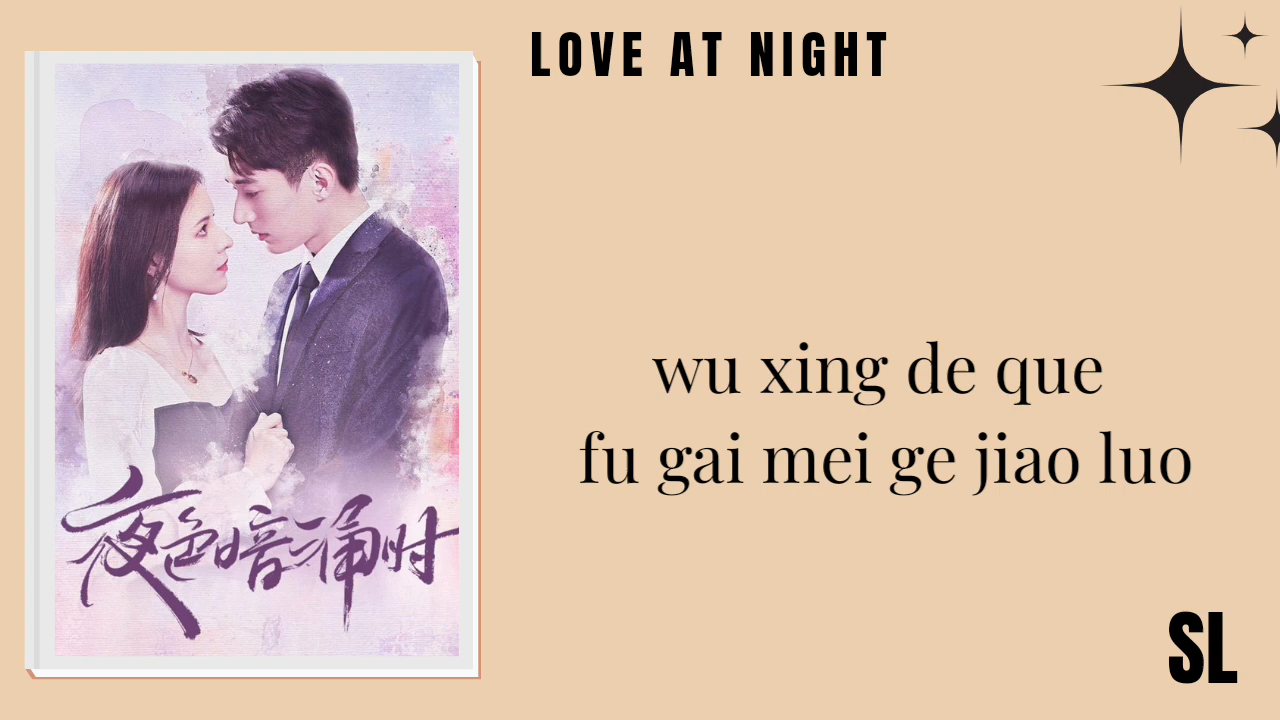 LOVE AT NIGHT
夜色暗涌时
wu xing de que
fu gai mei ge jiao luo
SL